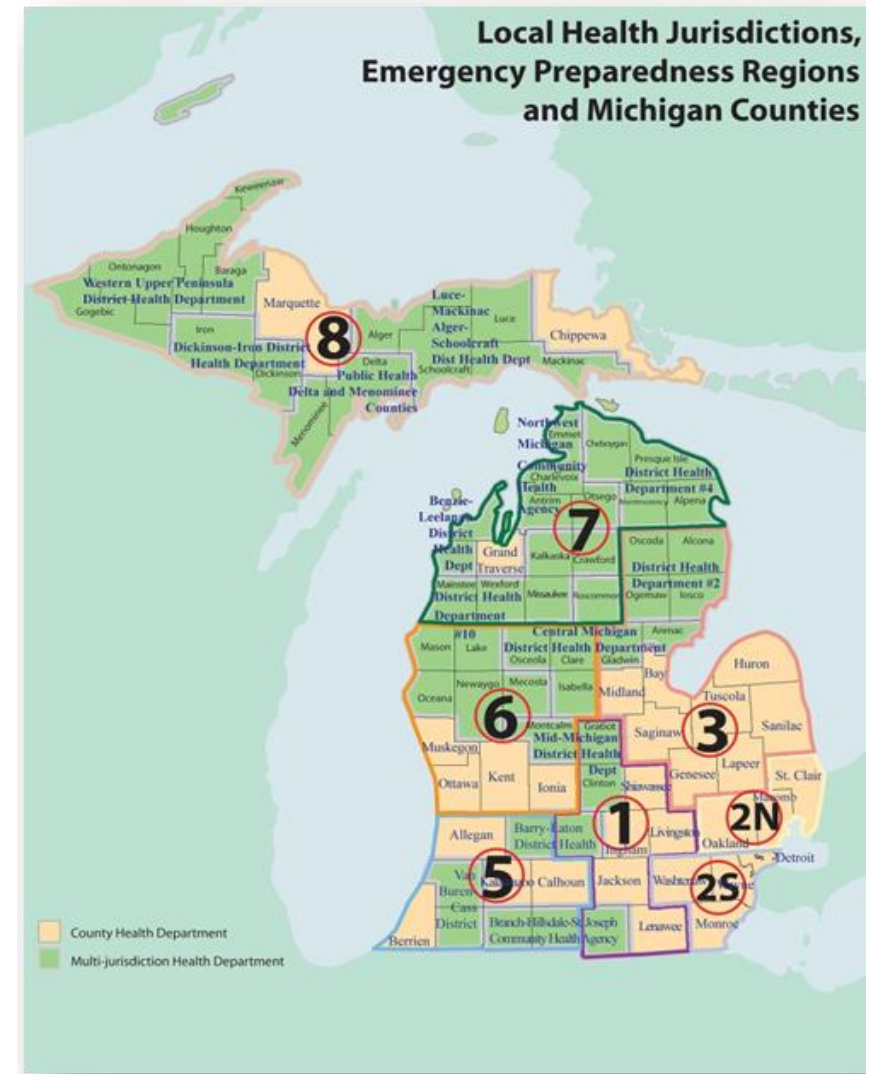 Local Health Jurisdictions,
Emergency Preparedness Regions
and Michigan Counties
Keweenaw
Houghton
Ontonagon
Baraga
Western Upper Peninsula
District Health Department
Gogebic
Marquette
Iron
Dickinson-Iron District
Health Department
Dickinson
8
Alger
Luce-
Mackinac
Alger-
Schoolcraft
Dist Health Dept
Luce
Chippewa
Mackinac
Schoolcraft
Delta
Public Health
Delta and Menominee
Counties
Menominee
Northwest
Michigan
Community
Health
Agency
Emmet
Cheboygan
Presque Isle
Charlevoix
District Health
Department #4
Antrim
Otsego
Montmorency
Alpena
7
Benzie-
Leelanau
District
Health
Dept
Grand
Traverse
Kalkaska
Crawford
Oscoda
Alcona
District Health
Department #2
Ogemaw
Iosco
Mainstee
Wexford
Missaukee
Roscommon
District Health
Department
#10
Central Michigan
District Health Department
Arenac
Mason
Lake
Osceola
Clare
Gladwin
Newaygo
Mecosta
Isabella
Midland
Bay
Huron
Oceana
Tuscola
6
Montcalm
Gratiot
Saginaw
3
Sanilac
Mid-Michigan
District Health
Dept
Muskegon
Ottawa
Kent
Ionia
Clinton
Shiawassee
Genesee
Lapeer
St. Clair
Macomb
2N
Allegan
Barry-Eaton
District Health
1
Ingham
Livingston
Oakland
Detroit
Van
Buren-
Cass
District
5
Kalamazoo
Calhoun
Jackson
Washtenaw
2S
Wayne
Berrien
Branch-Hillsdale-St. Joseph
Community Health Agency
Lenawee
Monroe
County Health Department
Multi-jurisdiction Health Department